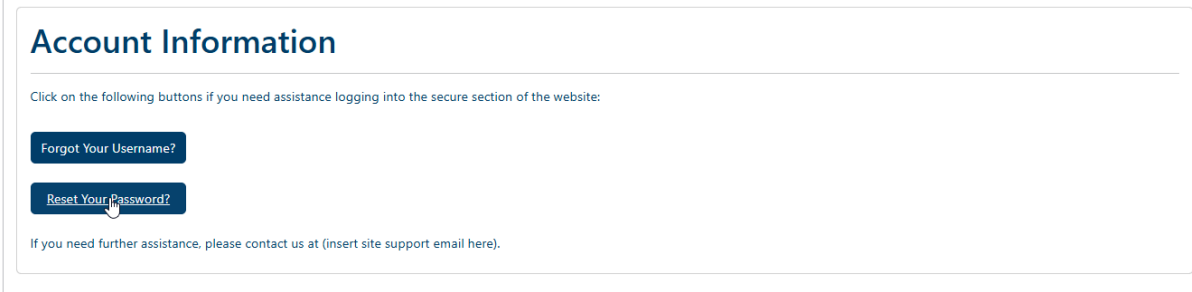 Account Information
Click on the following buttons if you need assistance logging into the secure section of the website:
Forgot Your Username?
Reset Your Password?
If you need further assistance, please contact us at (insert site support email here).